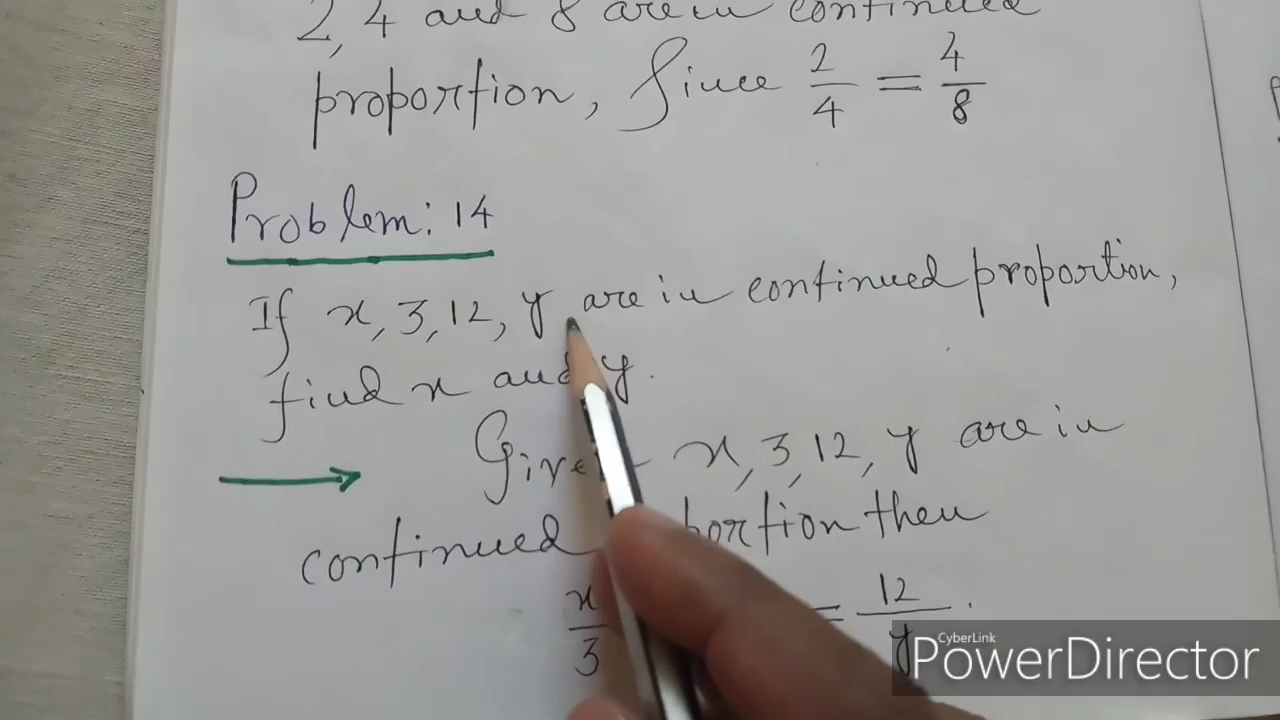 2, 4 and 8 are in continued
proportion, Since 2/4 = 4/8
Problem: 14
If x, 3, 12, y are in continued proportion,
find x and y.
Given x, 3, 12, y are in
continued then
x/3 = 12/y
CyberLink
PowerDirector